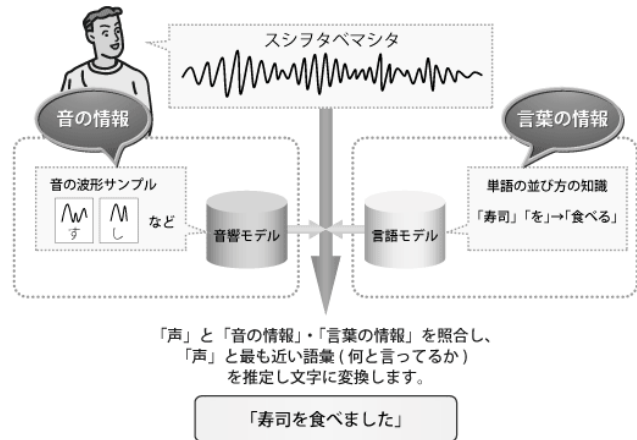 スシヲタベマシタ
音の情報
言葉の情報
音の波形サンプル
す
し
など
音響モデル
言語モデル
単語の並び方の知識
「寿司」「を」→「食べる」
「声」と「音の情報」・「言葉の情報」を照合し、
「声」と最も近い語彙(何と言ってるか)
を推定し文字に変換します。
「寿司を食べました」